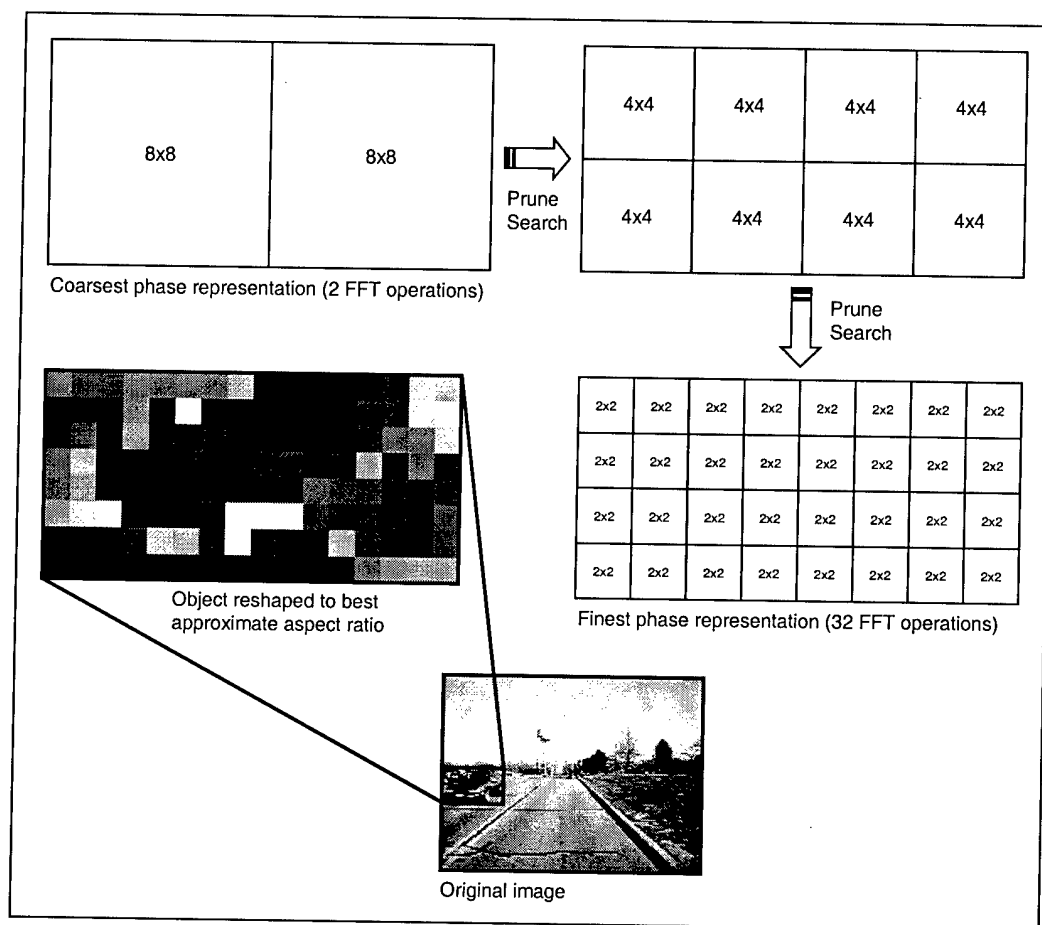 8x8 8x8
Prune
Search
4x4 4x4 4x4 4x4
4x4 4x4 4x4 4x4
Coarsest phase representation (2 FFT operations)
Prune
Search
2x2 2x2 2x2 2x2 2x2 2x2 2x2 2x2
2x2 2x2 2x2 2x2 2x2 2x2 2x2 2x2
2x2 2x2 2x2 2x2 2x2 2x2 2x2 2x2
2x2 2x2 2x2 2x2 2x2 2x2 2x2 2x2
Object reshaped to best
approximate aspect ratio
Finest phase representation (32 FFT operations)
Original image